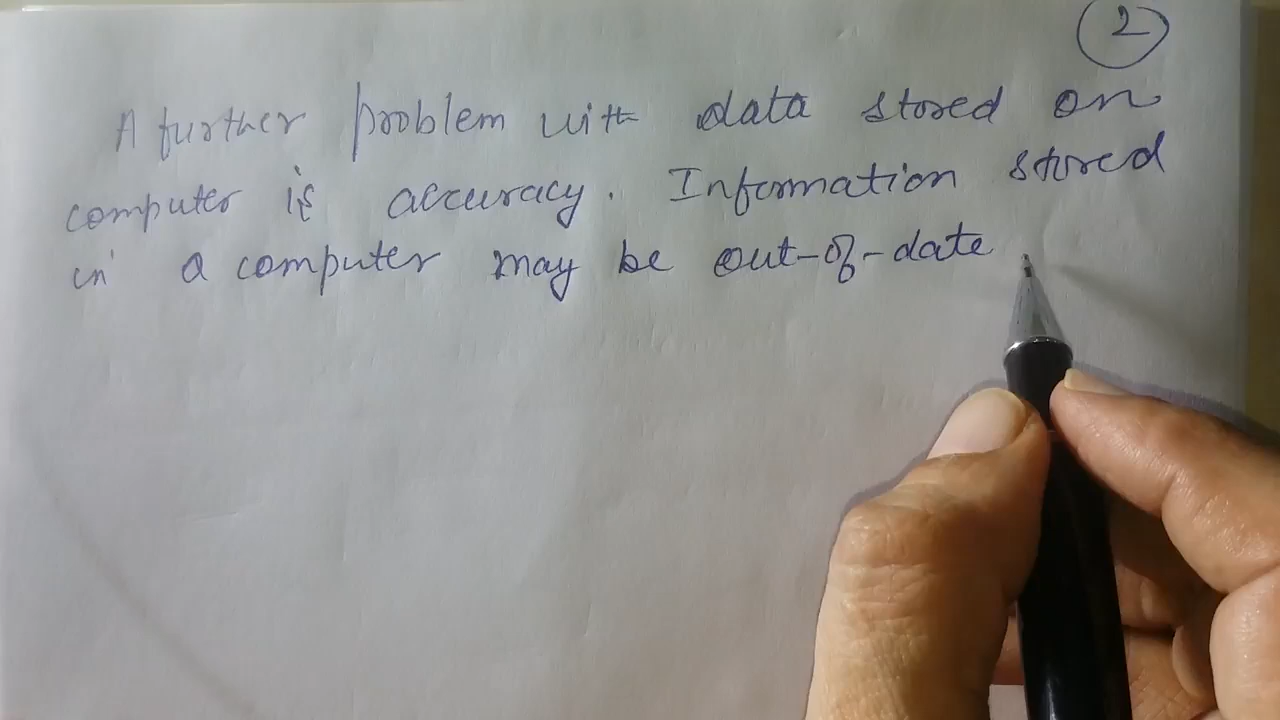 2
A further problem with data stored on
computer is accuracy. Information stored
in a computer may be out-of-date